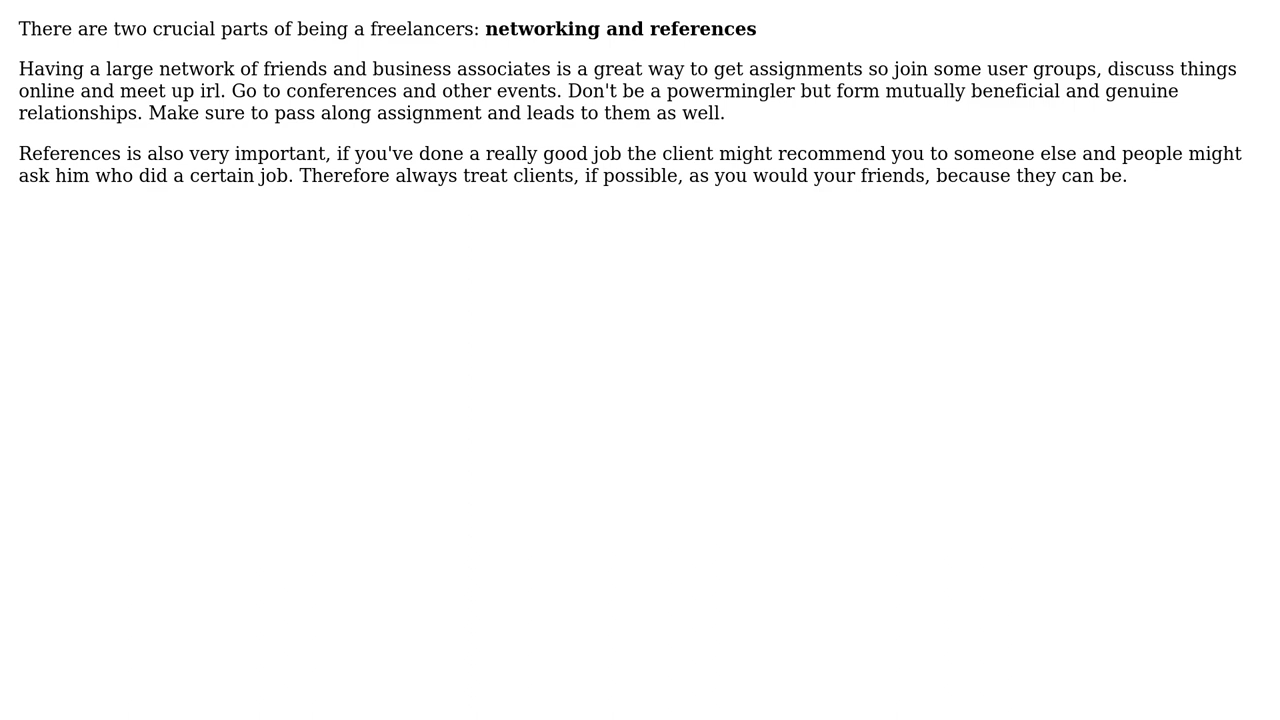 There are two crucial parts of being a freelancers: networking and references
Having a large network of friends and business associates is a great way to get assignments so join some user groups, discuss things
online and meet up irl. Go to conferences and other events. Don't be a powermingler but form mutually beneficial and genuine
relationships. Make sure to pass along assignment and leads to them as well.
References is also very important, if you've done a really good job the client might recommend you to someone else and people might
ask him who did a certain job. Therefore always treat clients, if possible, as you would your friends, because they can be.